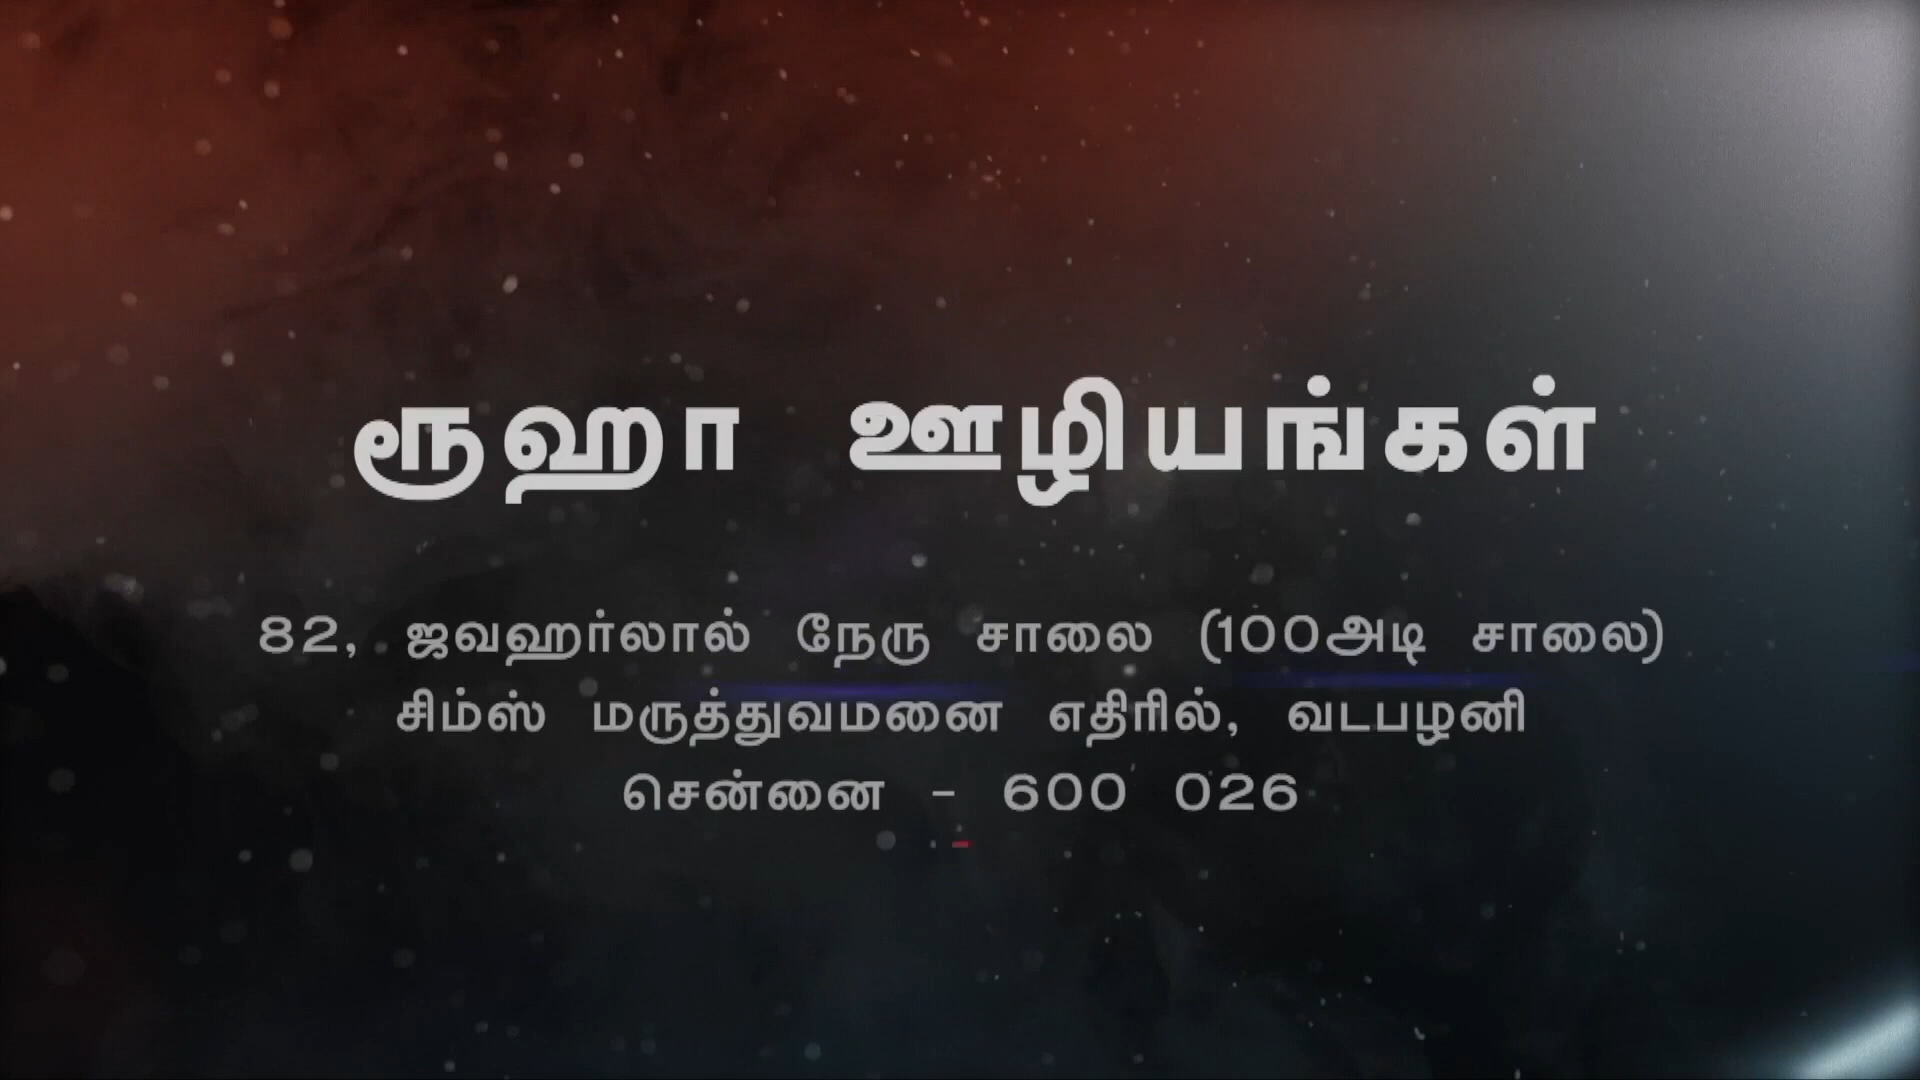 ரூஹா ஊழியங்கள்
82, ஜவஹர்லால் நேரு சாலை (100அடி சாலை)
சிம்ஸ் மருத்துவமனை எதிரில், வடபழனி
சென்னை - 600 026